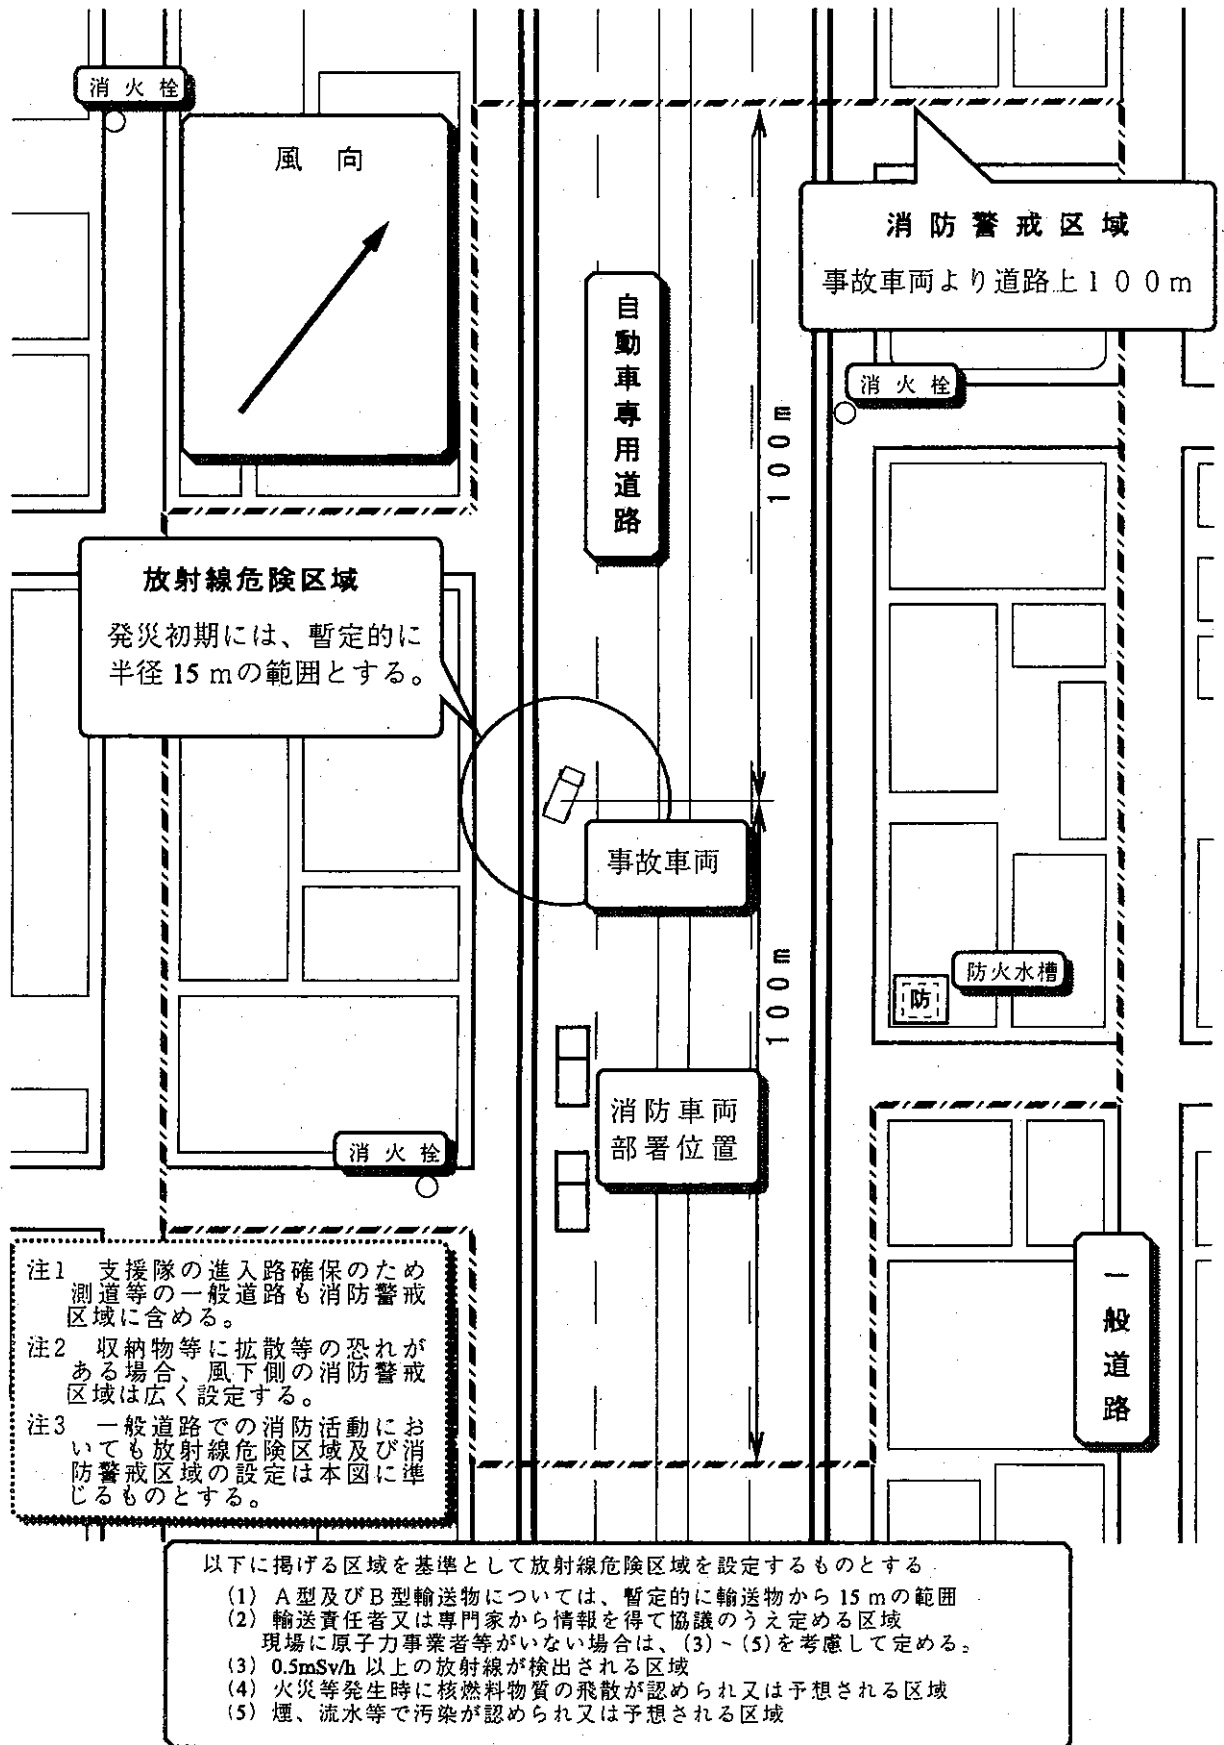 消火栓
風向
消防警戒区域
事故車両より道路上100m
自動車専用道路
100m
消火栓
放射線危険区域
発災初期には、暫定的に
半径15mの範囲とする。
事故車両
100m
防火水槽
防
消防車両
部署位置
消火栓
一般道路
注1 支援隊の進入路確保のため
測道等の一般道路も消防警戒
区域に含める。
注2 収納物等に拡散等の恐れが
ある場合、風下側の消防警戒
区域は広く設定する。
注3 一般道路での消防活動にお
いても放射線危険区域及び消
防警戒区域の設定は本図に準
じるものとする。
以下に掲げる区域を基準として放射線危険区域を設定するものとする
(1) A型及びB型輸送物については、暫定的に輸送物から15mの範囲
(2) 輸送責任者又は専門家から情報を得て協議のうえ定める区域
現場に原子力事業者等がいない場合は、(3)~(5)を考慮して定める。
(3) 0.5mSv/h以上の放射線が検出される区域
(4) 火災等発生時に核燃料物質の飛散が認められ又は予想される区域
(5) 煙、流水等で汚染が認められ又は予想される区域